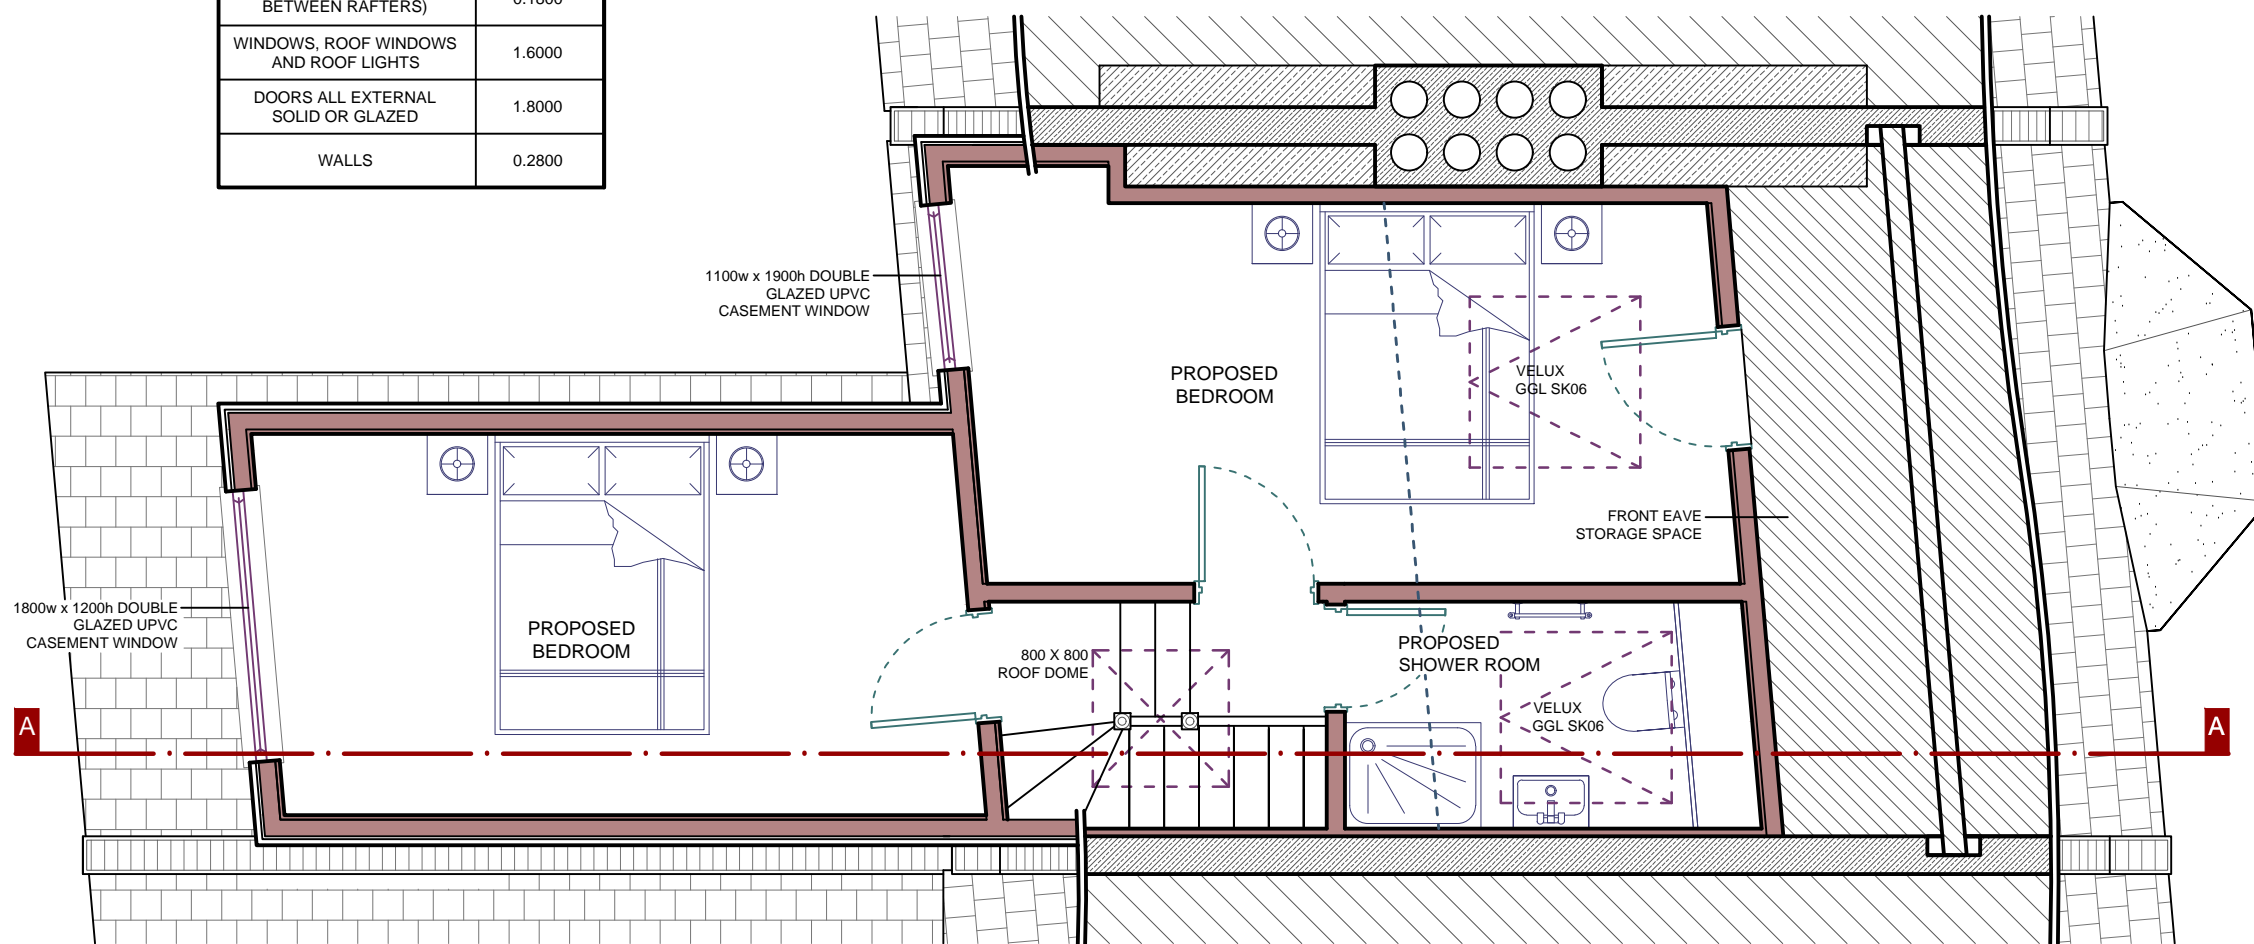 BETWEEN RAFTERS)
0.1800
WINDOWS, ROOF WINDOWS
AND ROOF LIGHTS
1.6000
DOORS ALL EXTERNAL
SOLID OR GLAZED
1.8000
WALLS
0.2800
1100w x 1900h DOUBLE
GLAZED UPVC
CASEMENT WINDOW
PROPOSED
BEDROOM
VELUX
GGL SK06
FRONT EAVE
STORAGE SPACE
1800w x 1200h DOUBLE
GLAZED UPVC
CASEMENT WINDOW
PROPOSED
BEDROOM
800 X 800
ROOF DOME
PROPOSED
SHOWER ROOM
VELUX
GGL SK06
A
A